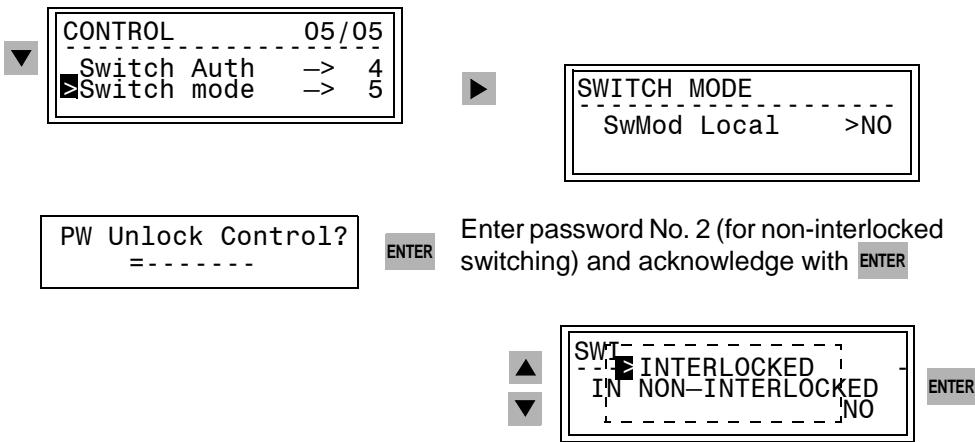 CONTROL 05/05
Switch Auth –> 4
>Switch mode –> 5
SWITCH MODE
SwMod Local >NO
PW Unlock Control?
=-------
ENTER
Enter password No. 2 (for non-interlocked
switching) and acknowledge with ENTER
SWI
>INTERLOCKED
IN NON–INTERLOCKED
NO
ENTER